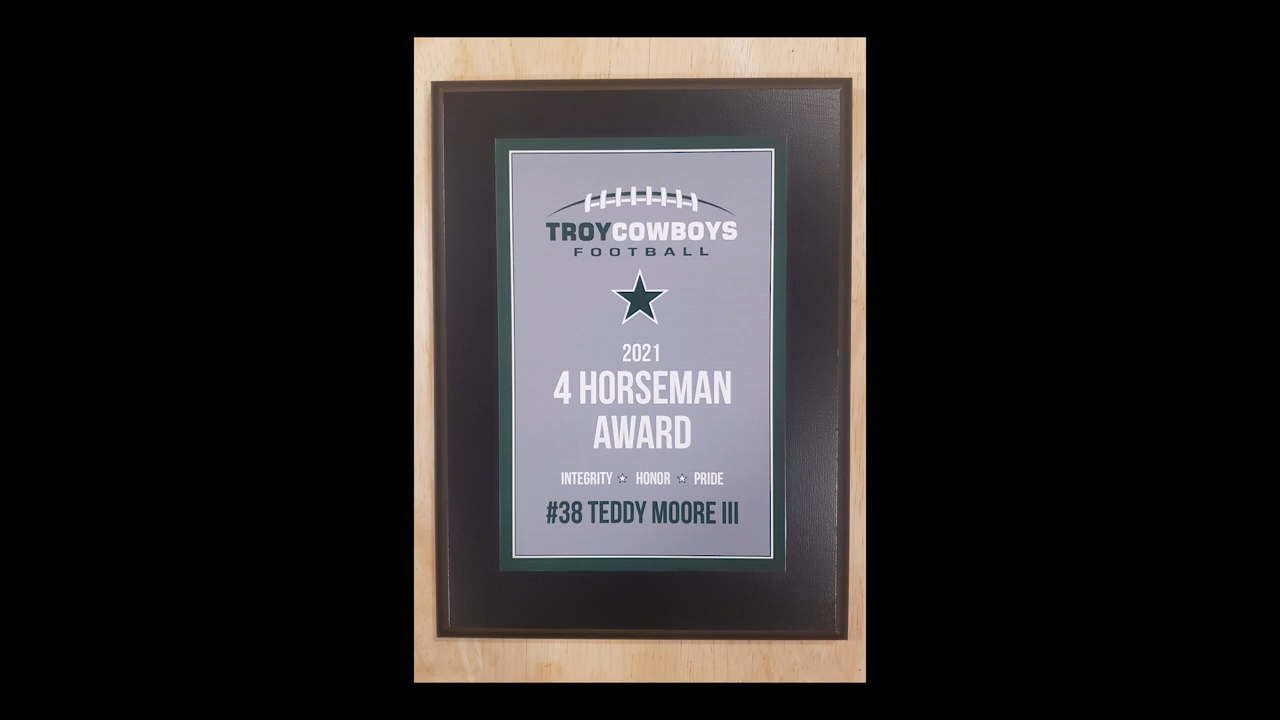 TROYCOWBOYS
FOOTBALL
2021
4 HORSEMAN
AWARD
INTEGRITY HONOR PRIDE
#38 TEDDY MOORE III